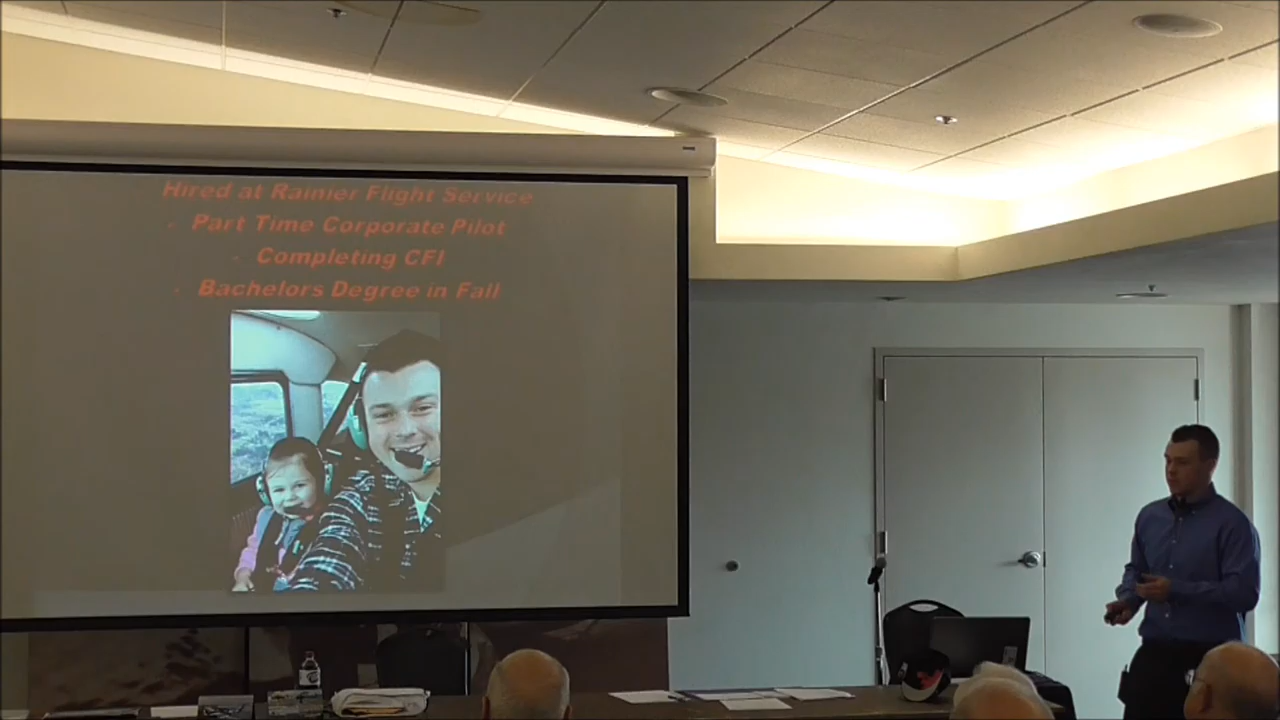 Hired at Rainier Flight Service
- Part Time Corporate Pilot
- Completing CFI
- Bachelors Degree in Fall